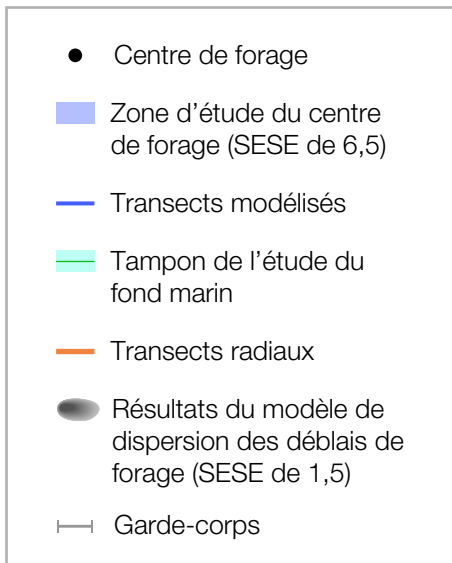 Centre de forage
Zone d'étude du centre
de forage (SESE de 6,5)
Transects modélisés
Tampon de l'étude du
fond marin
Transects radiaux
Résultats du modèle de
dispersion des déblais de
forage (SESE de 1,5)
Garde-corps